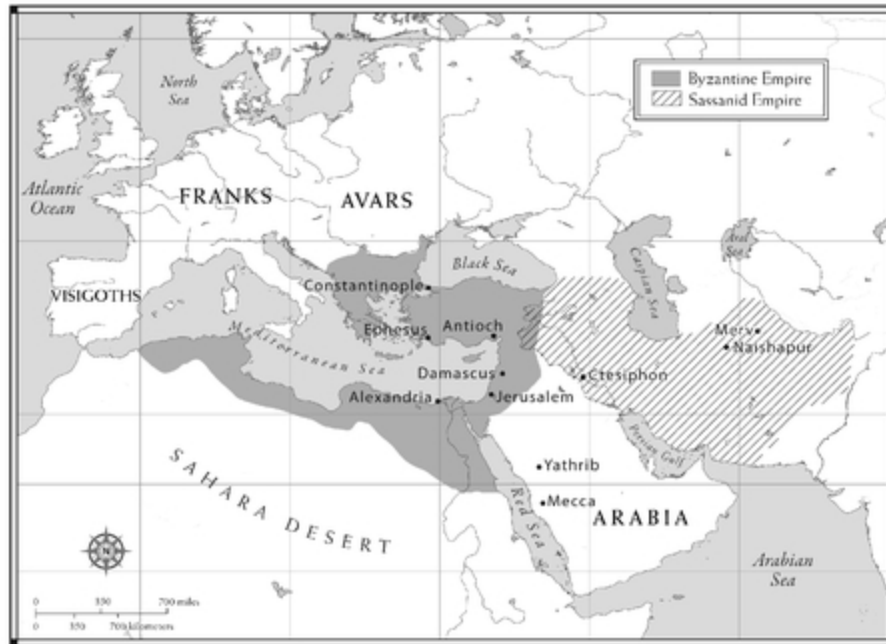 North
Sea
Byzantine Empire
Sassanid Empire
Atlantic
Ocean
FRANKS
AVARS
Aral
Sea
Caspian Sea
Black Sea
VISIGOTHS
Constantinople
Mediterranean Sea
Ephesus
Antioch
Merv
Naishapur
Damascus
Ctesiphon
Alexandria
Jerusalem
Persian Gulf
Yathrib
SAHARA DESERT
Mecca
Red Sea
ARABIA
N
Arabian
Sea
0 350 700 miles
0 350 700 kilometers